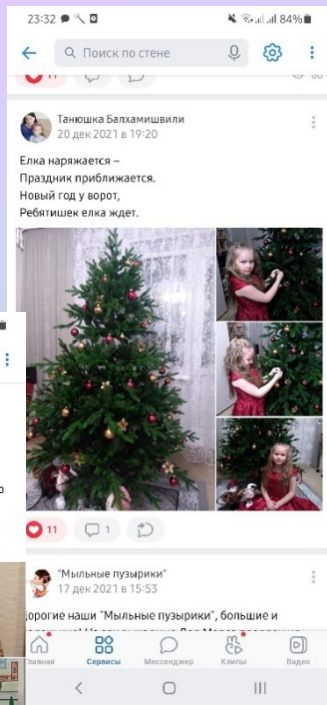 23:32
84%
Поиск по стене
11
60
Танюшка Балхамишвили
20 дек 2021 в 19:20
Елка наряжается –
Праздник приближается.
Новый год у ворот,
Ребятишек елка ждет.
11
1
"Мыльные пузырики"
17 дек 2021 в 15:53
дорогие наши "Мыльные пузырики", большие и
Главная
Сервисы
Мессенджер
Клипы
Видео